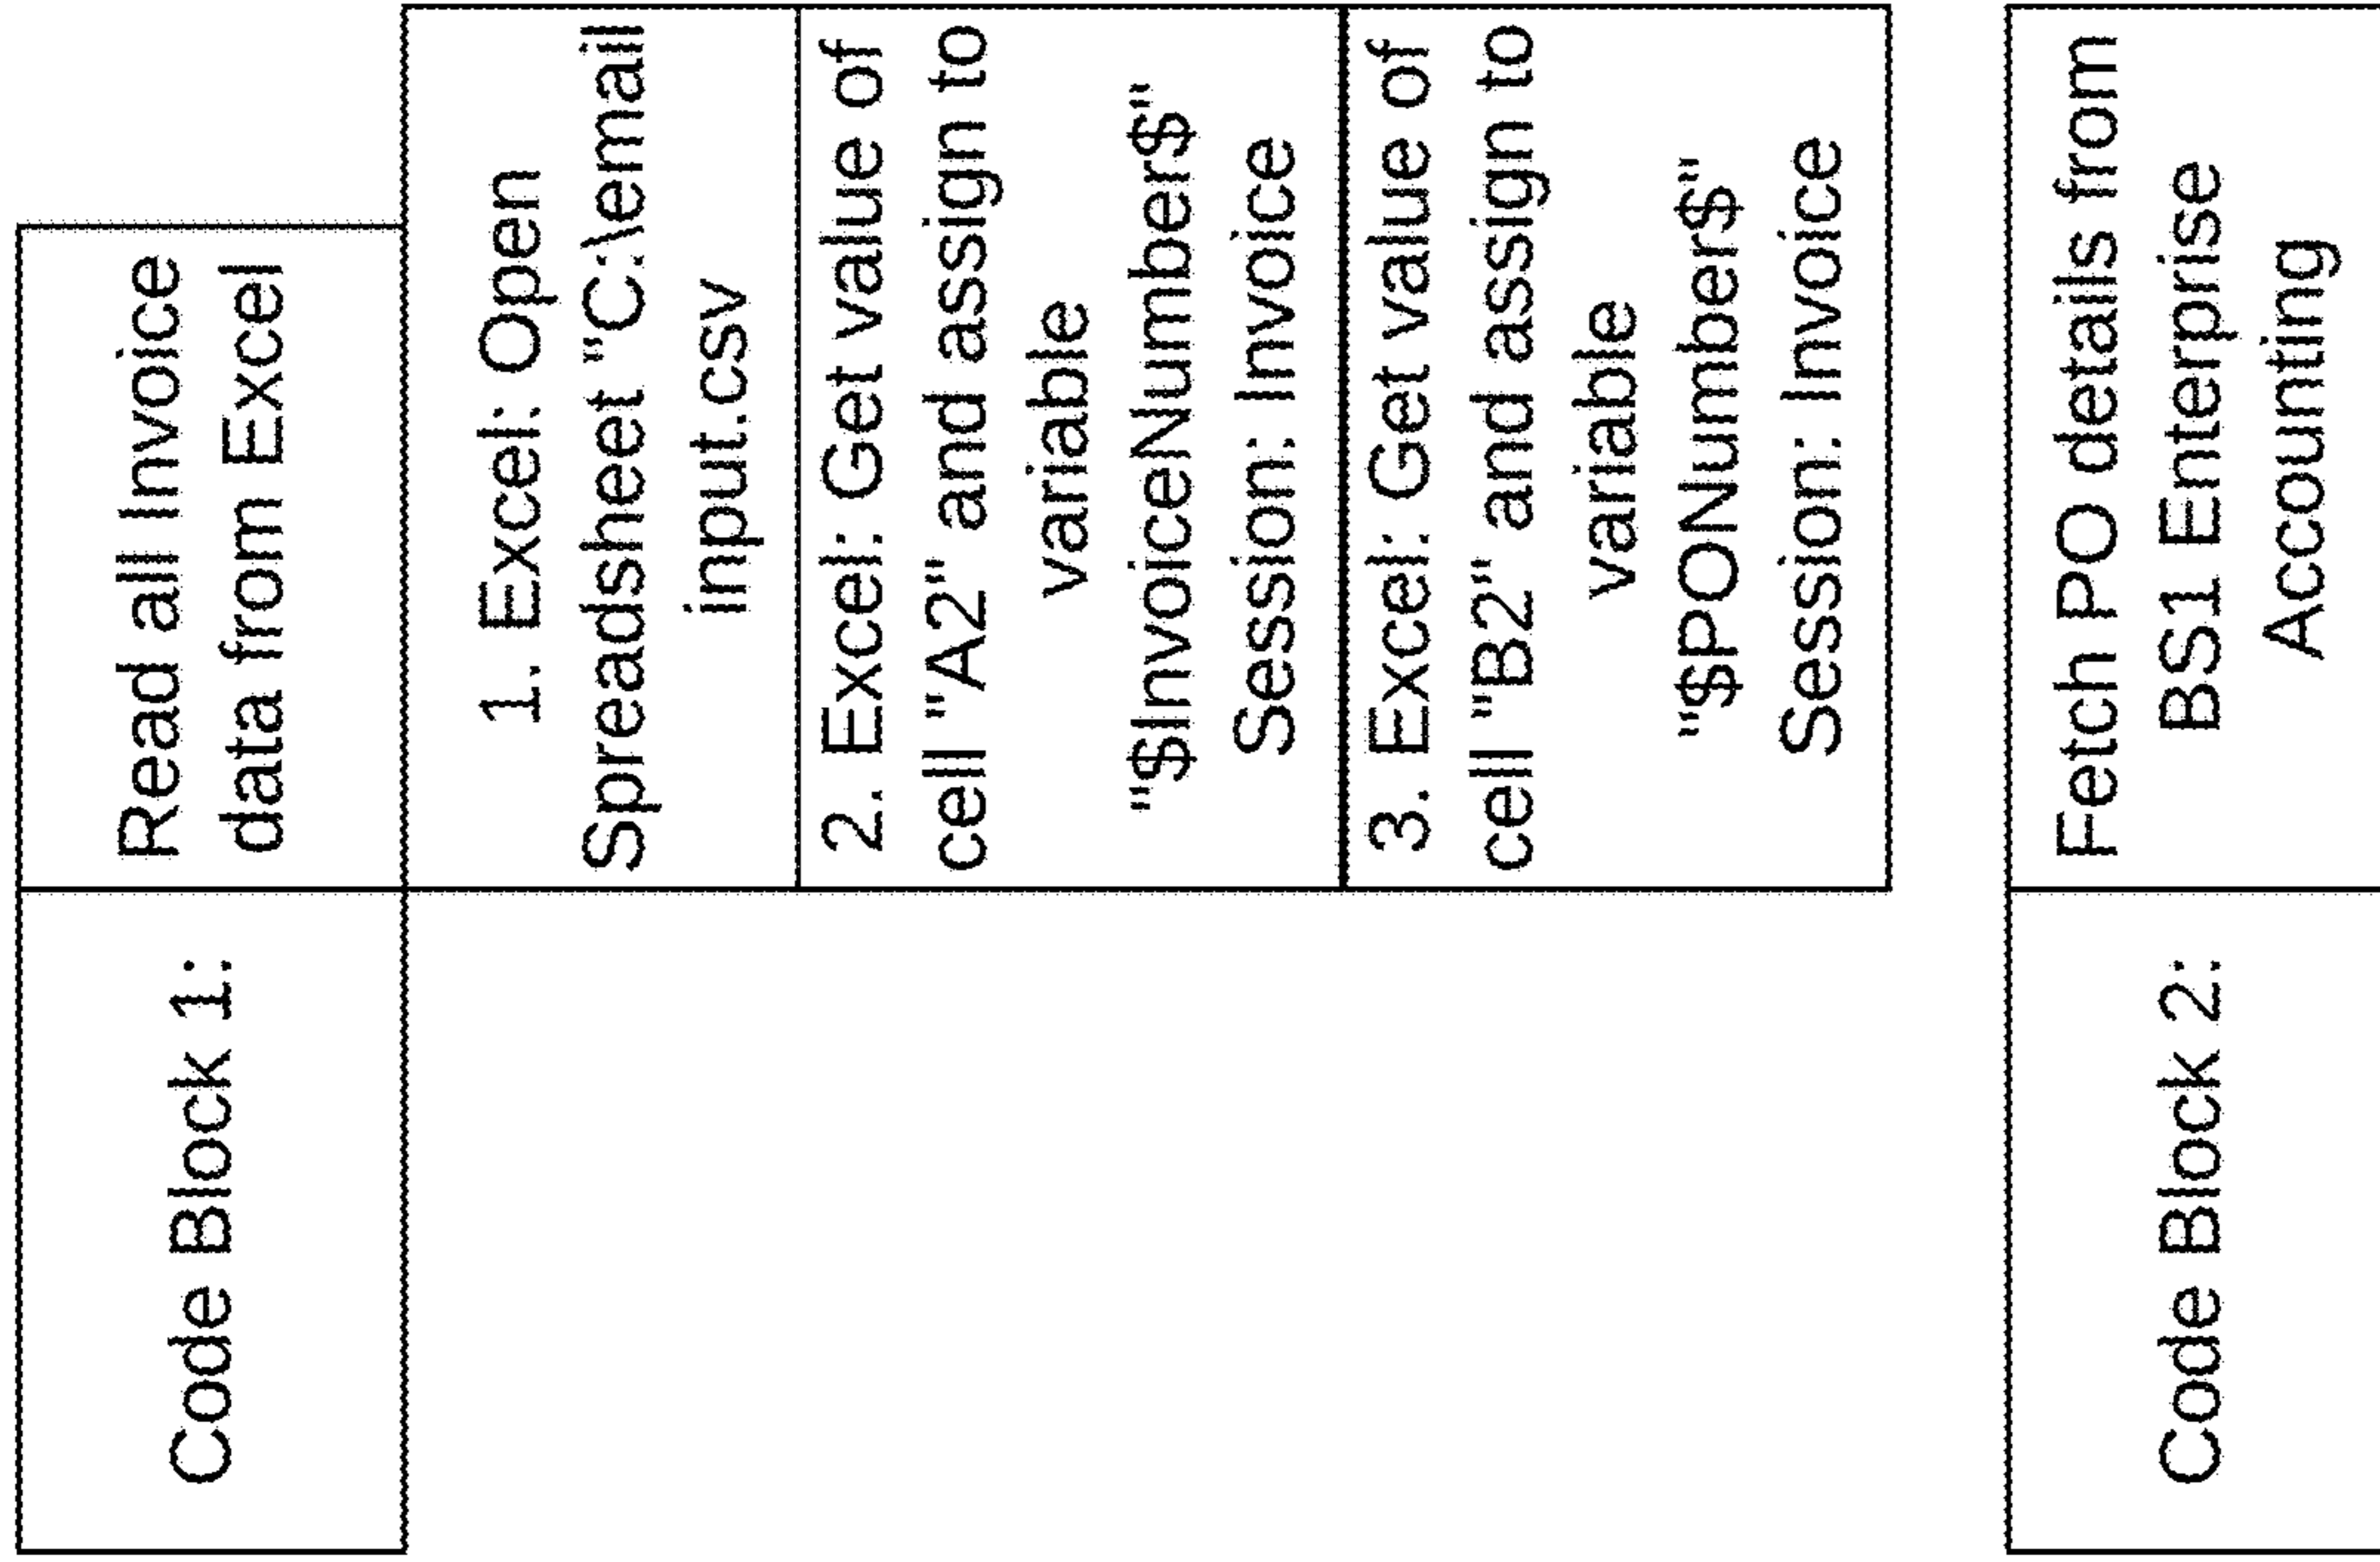 Code Block 1:
Read all Invoice
data from Excel
1. Excel: Open
Spreadsheet "C:\email
input.csv
2. Excel: Get value of
cell "A2" and assign to
variable
"$InvoiceNumber$"
Session: Invoice
3. Excel: Get value of
cell "B2" and assign to
variable
"$PONumber$"
Session: Invoice
Code Block 2:
Fetch PO details from
BS1 Enterprise
Accounting